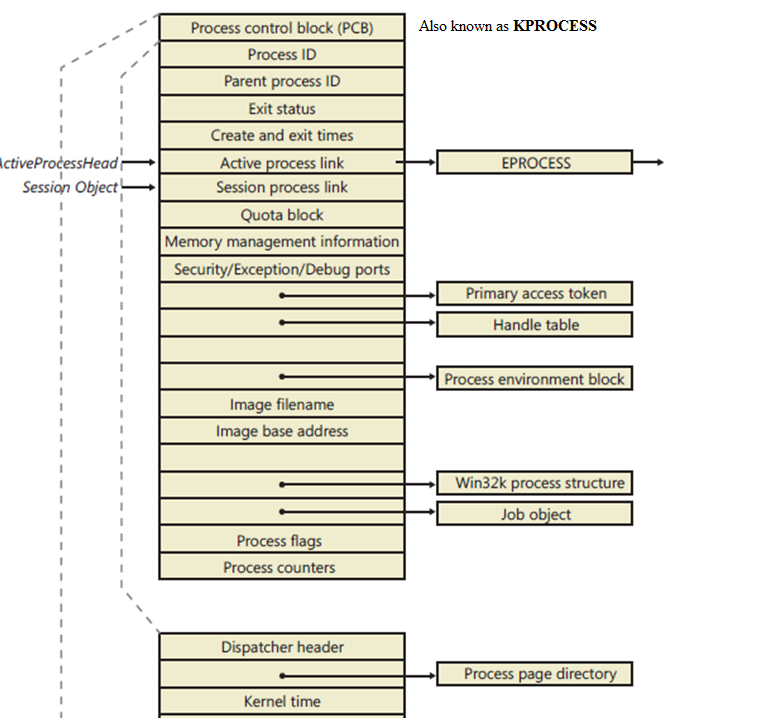 Process control block (PCB)
Also known as KPROCESS
Process ID
Parent process ID
Exit status
Create and exit times
ActiveProcessHead
Active process link
EPROCESS
Session Object
Session process link
Quota block
Memory management information
Security/Exception/Debug ports
Primary access token
Handle table
Process environment block
Image filename
Image base address
Win32k process structure
Job object
Process flags
Process counters
Dispatcher header
Process page directory
Kernel time